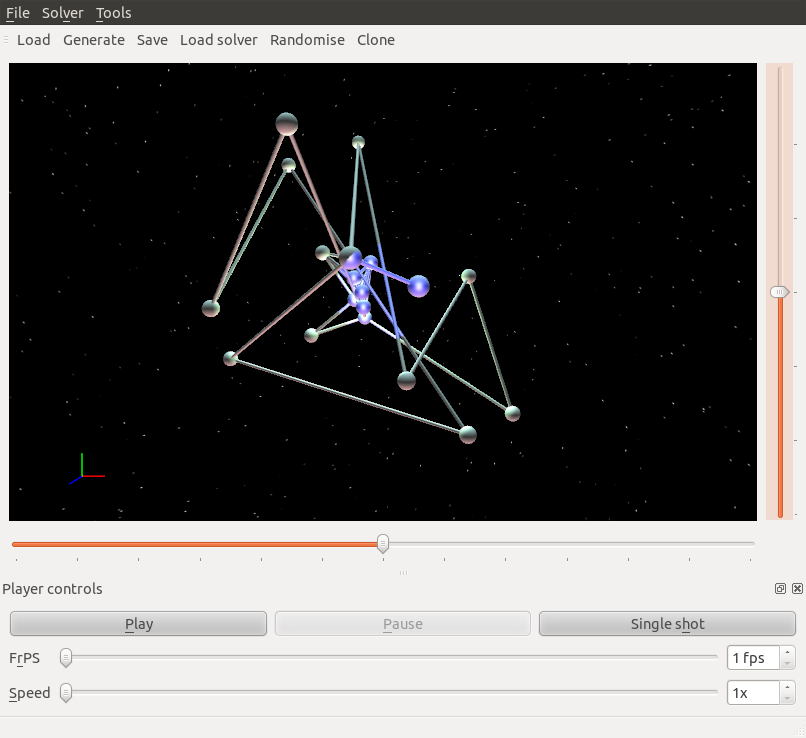 File Solver Tools
Load Generate Save Load solver Randomise Clone
Player controls
Play Pause Single shot
FrPS 1 fps
Speed 1x